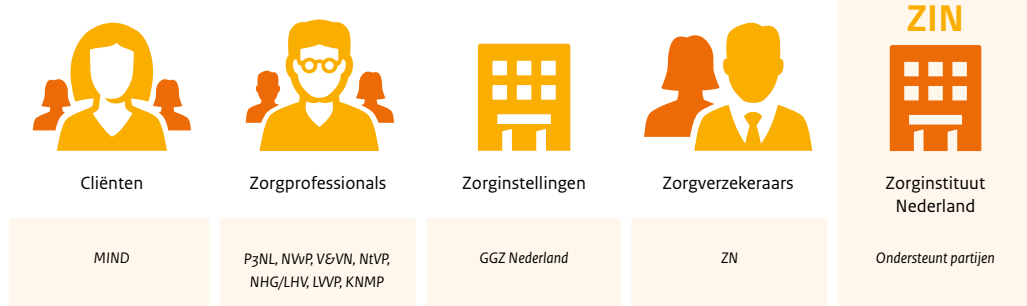 ZIN
Cliënten
Zorgprofessionals
Zorginstellingen
Zorgverzekeraars
Zorginstituut
Nederland
MIND
P3NL, NVvP, V&VN, NtVP,
NHG/LHV, LVVP, KNMP
GGZ Nederland
ZN
Ondersteunt partijen